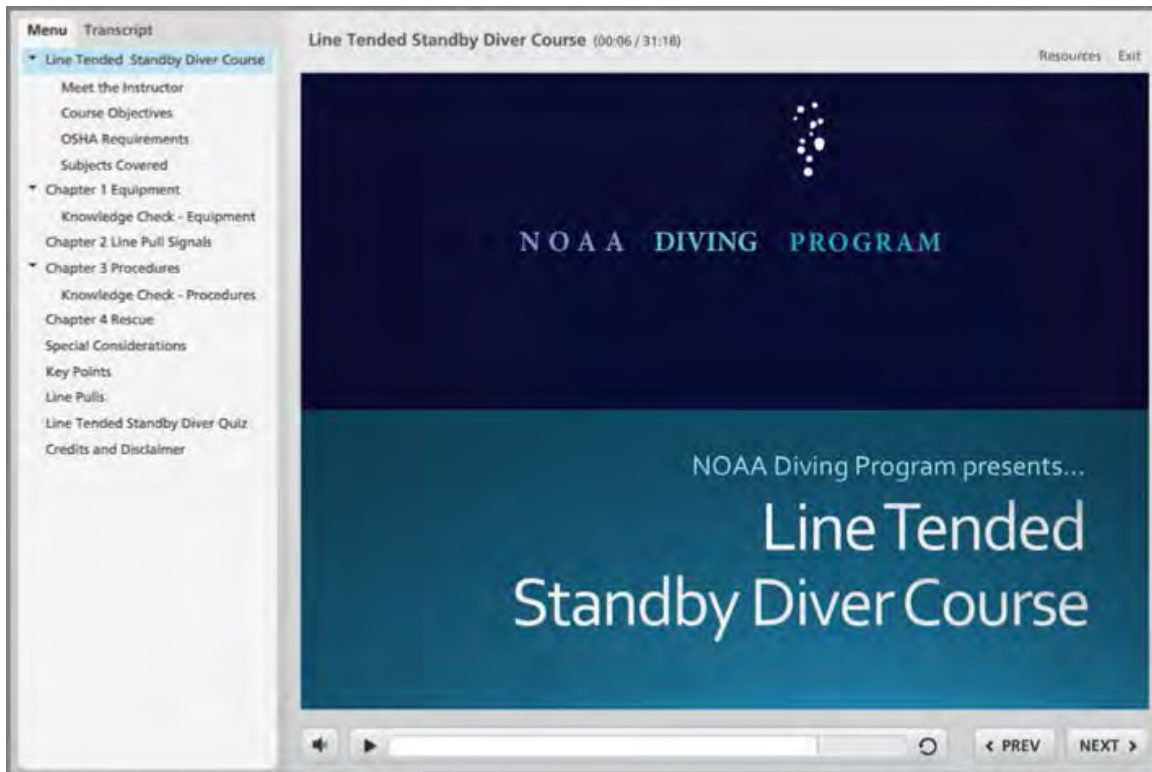 Menu Transcript
Line Tended Standby Diver Course
Meet the Instructor
Course Objectives
OSHA Requirements
Subjects Covered
Chapter 1 Equipment
Knowledge Check - Equipment
Chapter 2 Line Pull Signals
Chapter 3 Procedures
Knowledge Check - Procedures
Chapter 4 Rescue
Special Considerations
Key Points
Line Pulls
Line Tended Standby Diver Quiz
Credits and Disclaimer
Line Tended Standby Diver Course (00:06 / 31:18)
Resources Exit
NOAA DIVING PROGRAM
NOAA Diving Program presents...
Line Tended
Standby Diver Course
< PREV NEXT >